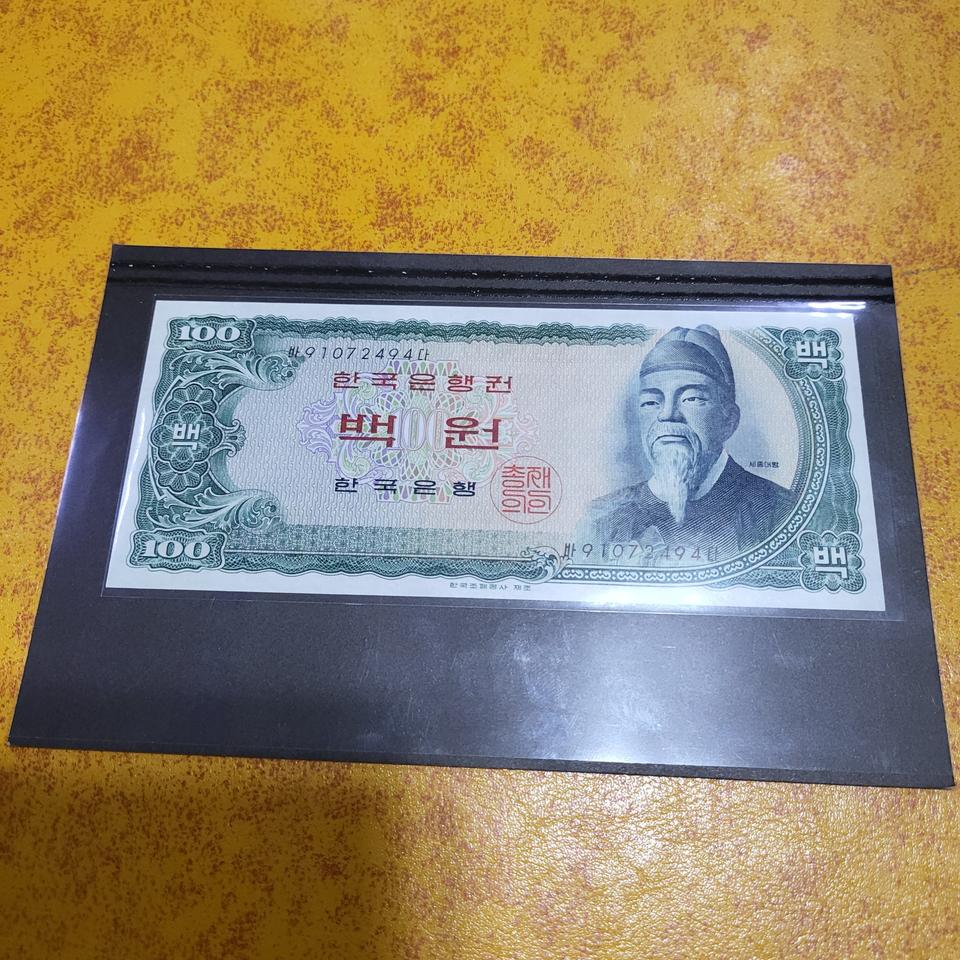 100
백
바91072494다
한국은행권
백 100 원
백
세종대왕
한국은행
총재
의인
바91072494다
100
백
한국조폐공사 제조